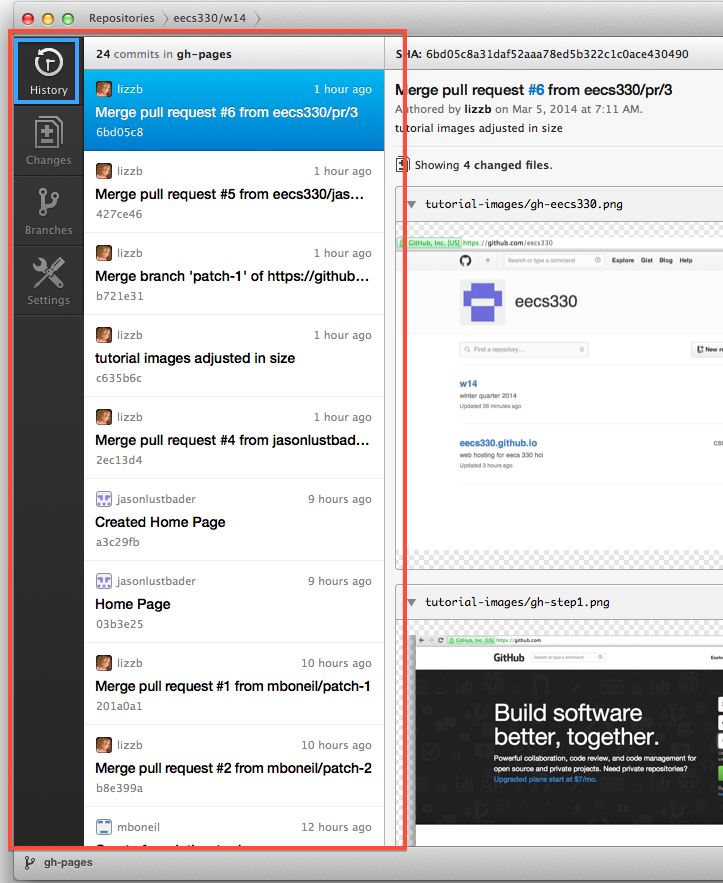 Repositories
eecs330/w14
History
Changes
Branches
Settings
24 commits in gh-pages
lizzb
1 hour ago
Merge pull request #6 from eecs330/pr/3
6bd05c8
lizzb
1 hour ago
Merge pull request #5 from eecs330/jas...
427ce46
lizzb
1 hour ago
Merge branch 'patch-1' of https://github...
b721e31
lizzb
1 hour ago
tutorial images adjusted in size
c635b6c
lizzb
1 hour ago
Merge pull request #4 from jasonlustbad...
2ec13d4
jasonlustbader
9 hours ago
Created Home Page
a3c29fb
jasonlustbader
9 hours ago
Home Page
03b3e25
lizzb
10 hours ago
Merge pull request #1 from mboneil/patch-1
201a0a1
lizzb
10 hours ago
Merge pull request #2 from mboneil/patch-2
b8e399a
mboneil
12 hours ago
gh-pages
SHA: 6bd05c8a31daf52aaa78ed5b322c1c0ace430490
Merge pull request #6 from eecs330/pr/3
Authored by lizzb on Mar 5, 2014 at 7:11 AM.
tutorial images adjusted in size
Showing 4 changed files.
tutorial-images/gh-eecs330.png
GitHub, Inc. [US] https://github.com/eecs330
Search or type a command
Explore Gist Blog Help
eecs330
Find a repository...
New r
w14
winter quarter 2014
Updated 36 minutes ago
eecs330.github.io
web hosting for eecs 330 hci
Updated 3 hours ago
tutorial-images/gh-step1.png
GitHub, Inc. [US] https://github.com
GitHub
Search or type a command
Build software
better, together.
Powerful collaboration, code review, and code management for
open source and private projects. Need private repositories?
Upgraded plans start at $7/mo.